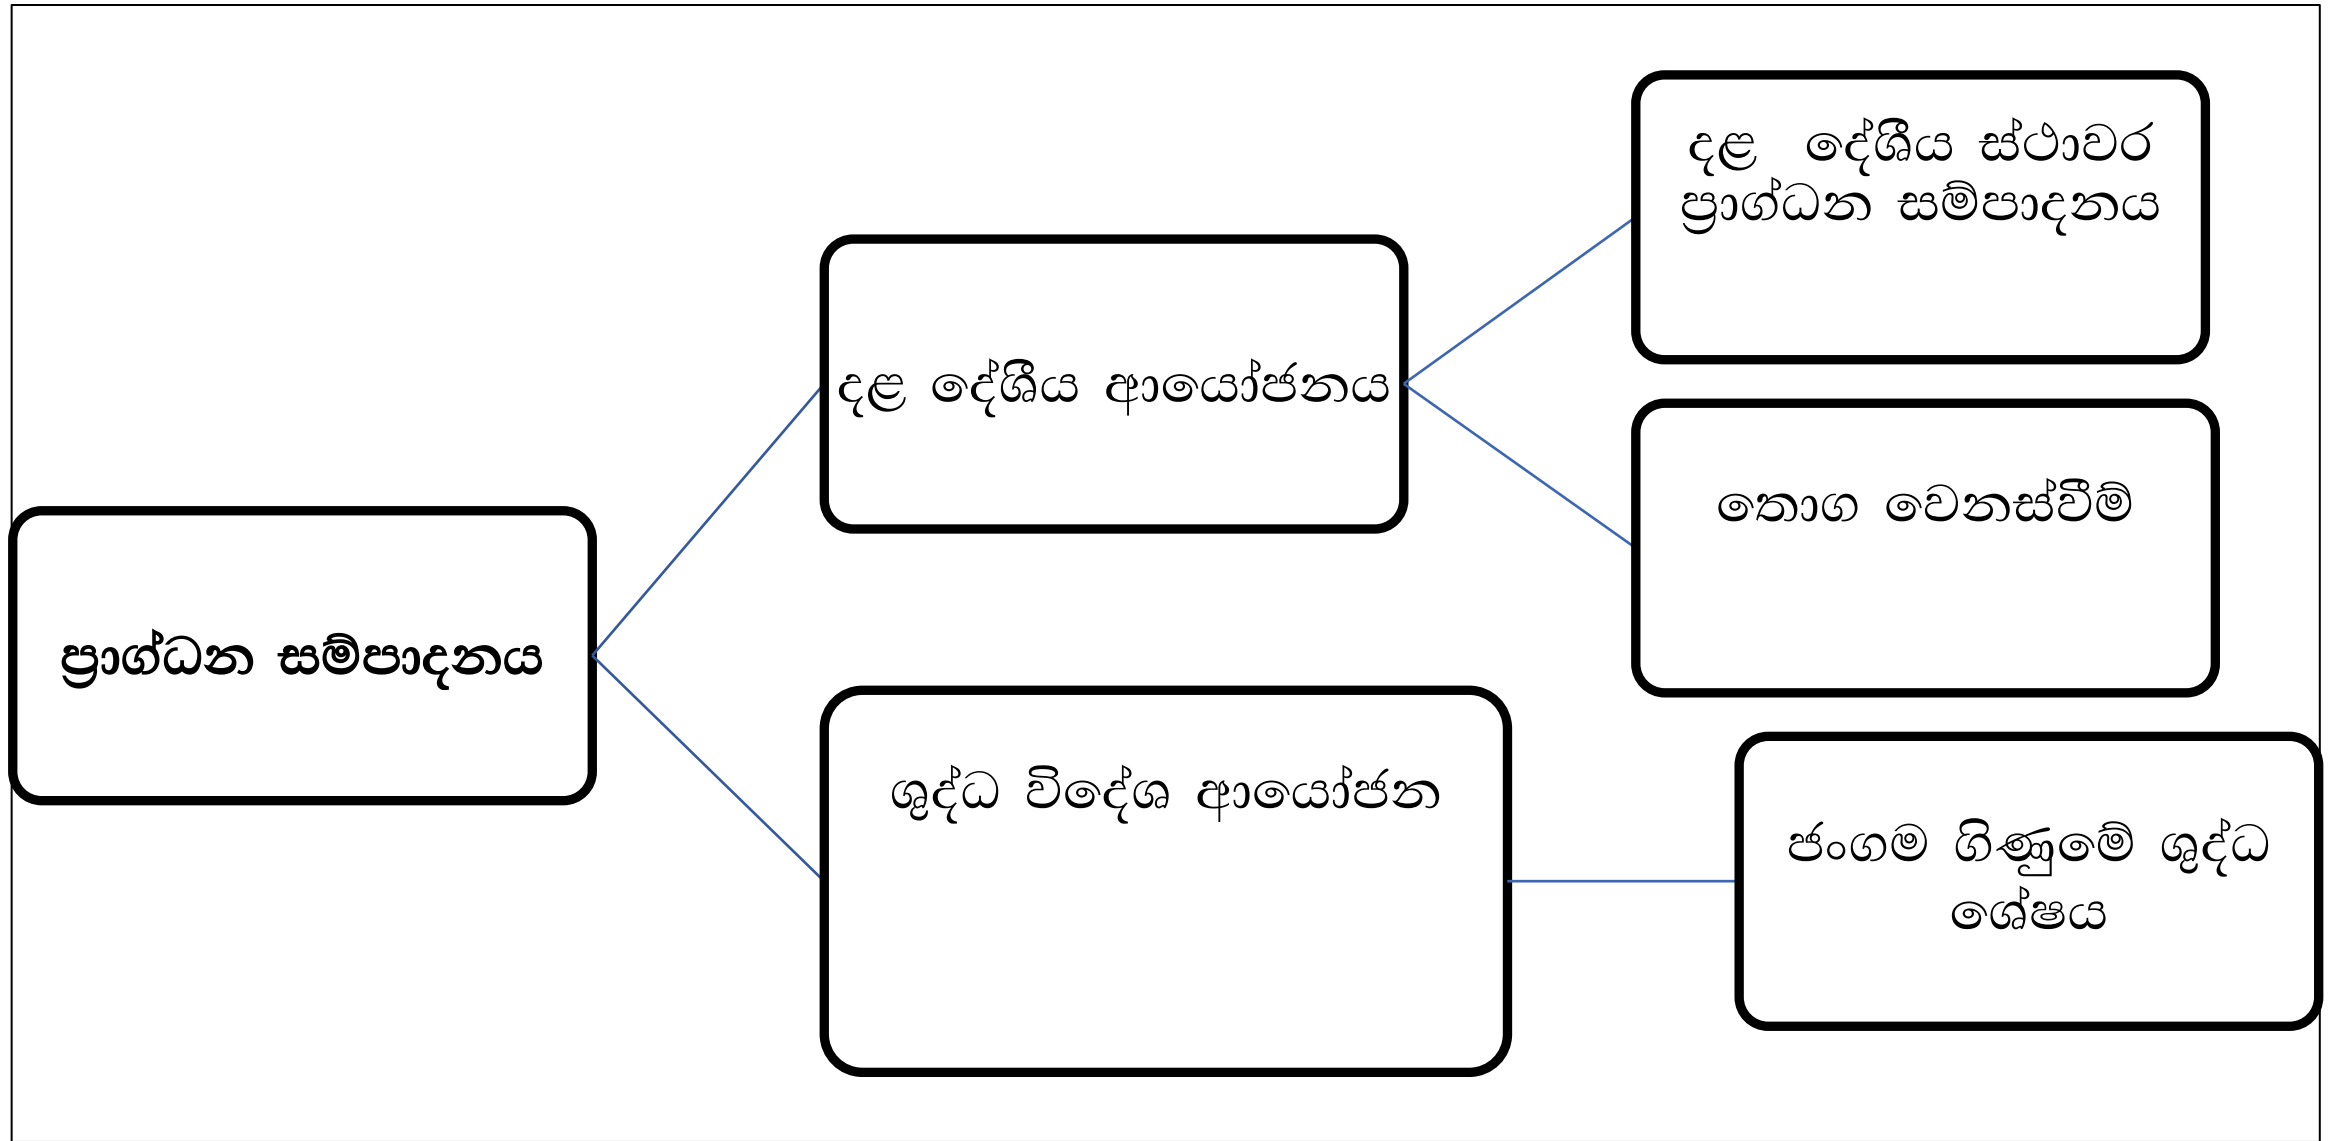 දළ  දේශීය ස්ථාවර
ප්‍රාග්ධන සම්පාදනය
දළ දේශීය ආයෝජනය
තොග වෙනස්වීම්
ප්‍රාග්ධන සම්පාදනය
ශුද්ධ විදේශ ආයෝජන
ජංගම ගිණුමේ ශුද්ධ
ශේෂය